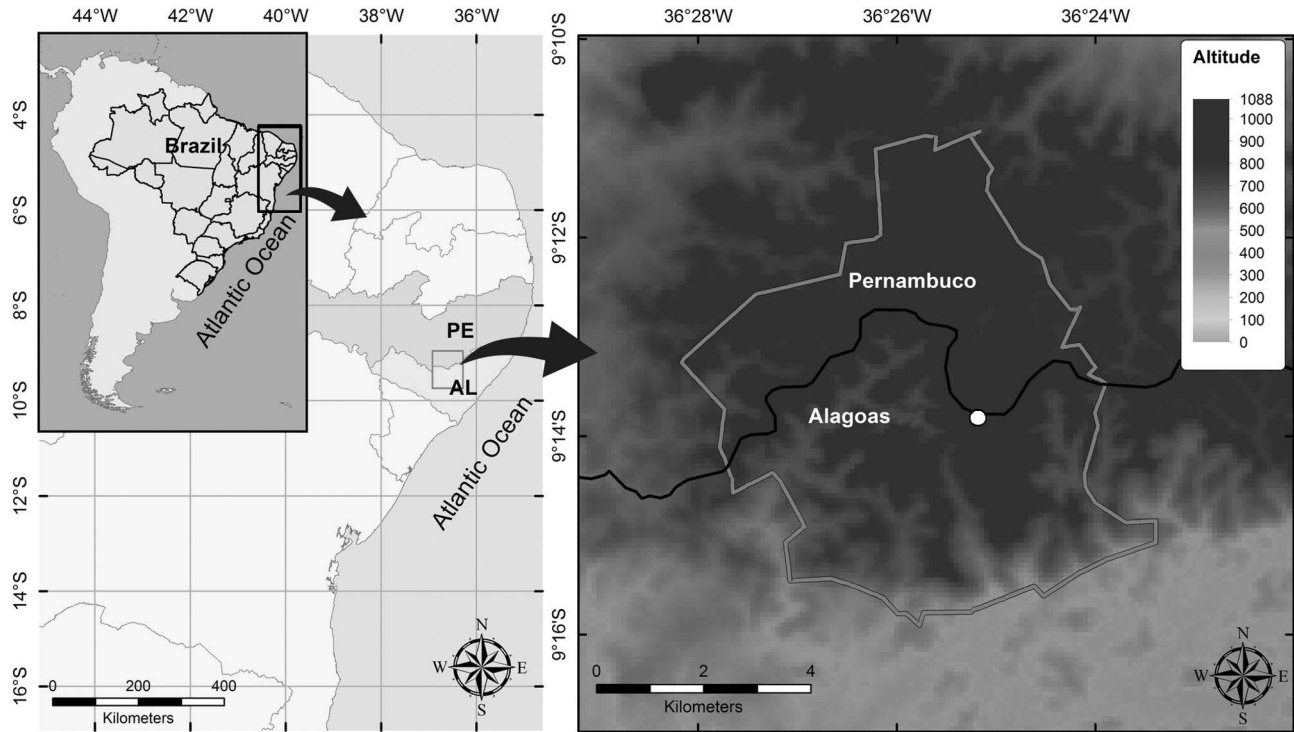 44°W 42°W 40°W 38°W 36°W
36°28'W 36°26'W 36°24'W
4°S
6°S
8°S
10°S
12°S
14°S
16°S
Brazil
Atlantic Ocean
PE
AL
Atlantic Ocean
0 200 400
Kilometers
N
W E
S
9°10'S
9°12'S
9°14'S
9°16'S
Altitude
1088
1000
900
800
700
600
500
400
300
200
100
0
Pernambuco
Alagoas
0 2 4
Kilometers
N
W E
S